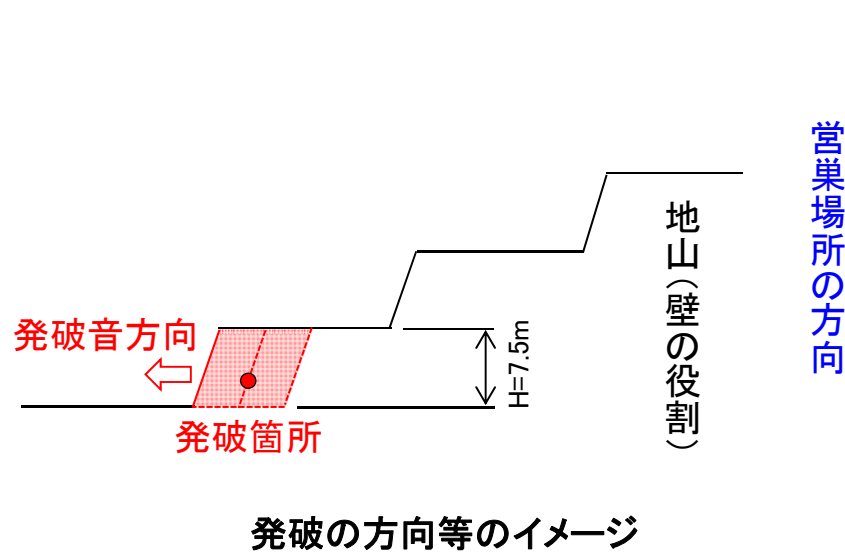 営巣場所の方向
地山(壁の役割)
発破音方向
H=7.5m
発破箇所
発破の方向等のイメージ